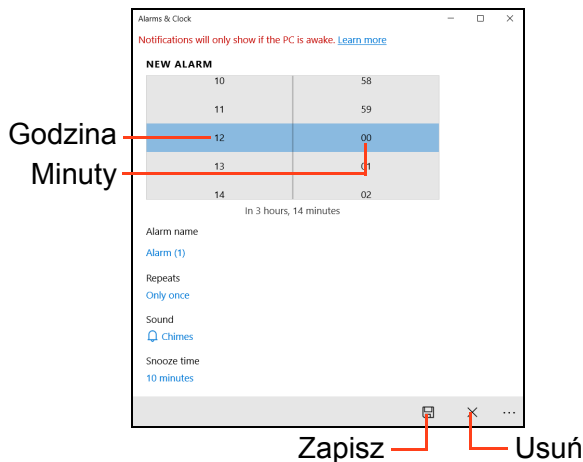 Alarms & Clock
Notifications will only show if the PC is awake. Learn more
NEW ALARM
10 58
11 59
Godzina 12 00
Minuty 13 01
14 02
In 3 hours, 14 minutes
Alarm name
Alarm (1)
Repeats
Only once
Sound
Chimes
Snooze time
10 minutes
Zapisz Usuń